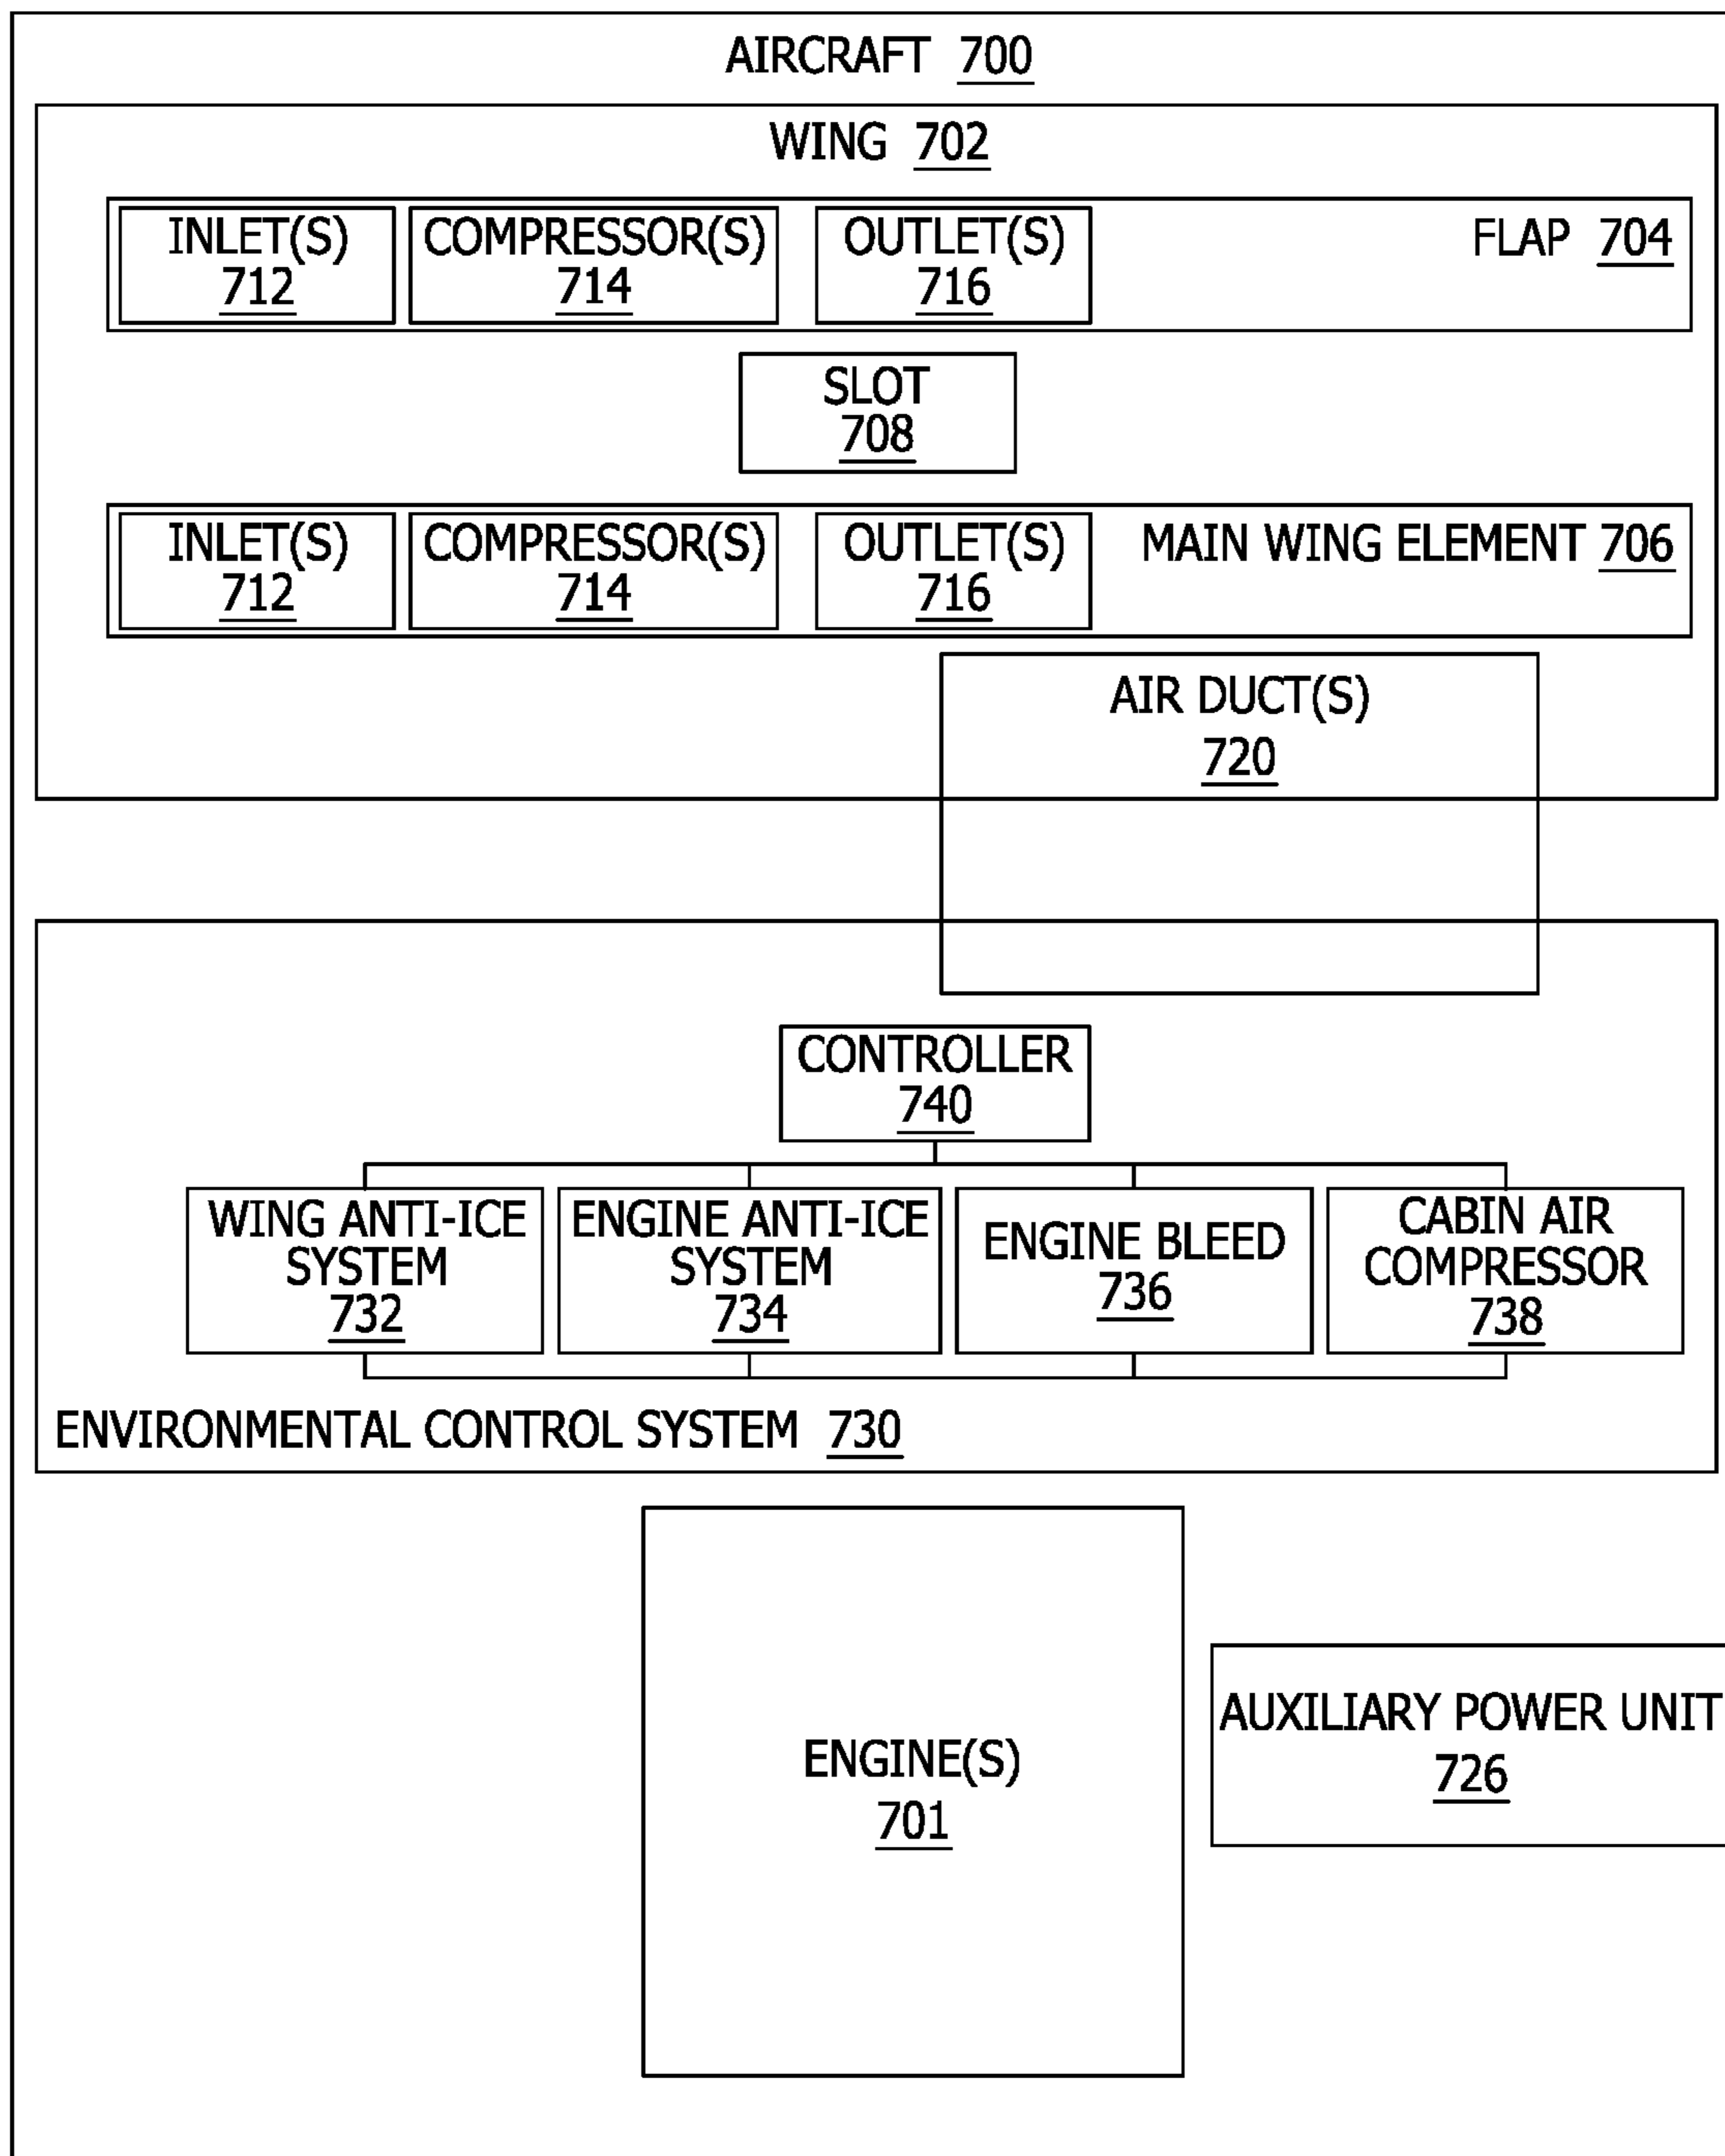 AIRCRAFT 700
WING 702
INLET(S)
712
COMPRESSOR(S)
714
OUTLET(S)
716
FLAP 704
SLOT
708
INLET(S)
712
COMPRESSOR(S)
714
OUTLET(S)
716
MAIN WING ELEMENT 706
AIR DUCT(S)
720
CONTROLLER
740
WING ANTI-ICE
SYSTEM
732
ENGINE ANTI-ICE
SYSTEM
734
ENGINE BLEED
736
CABIN AIR
COMPRESSOR
738
ENVIRONMENTAL CONTROL SYSTEM 730
ENGINE(S)
701
AUXILIARY POWER UNIT
726